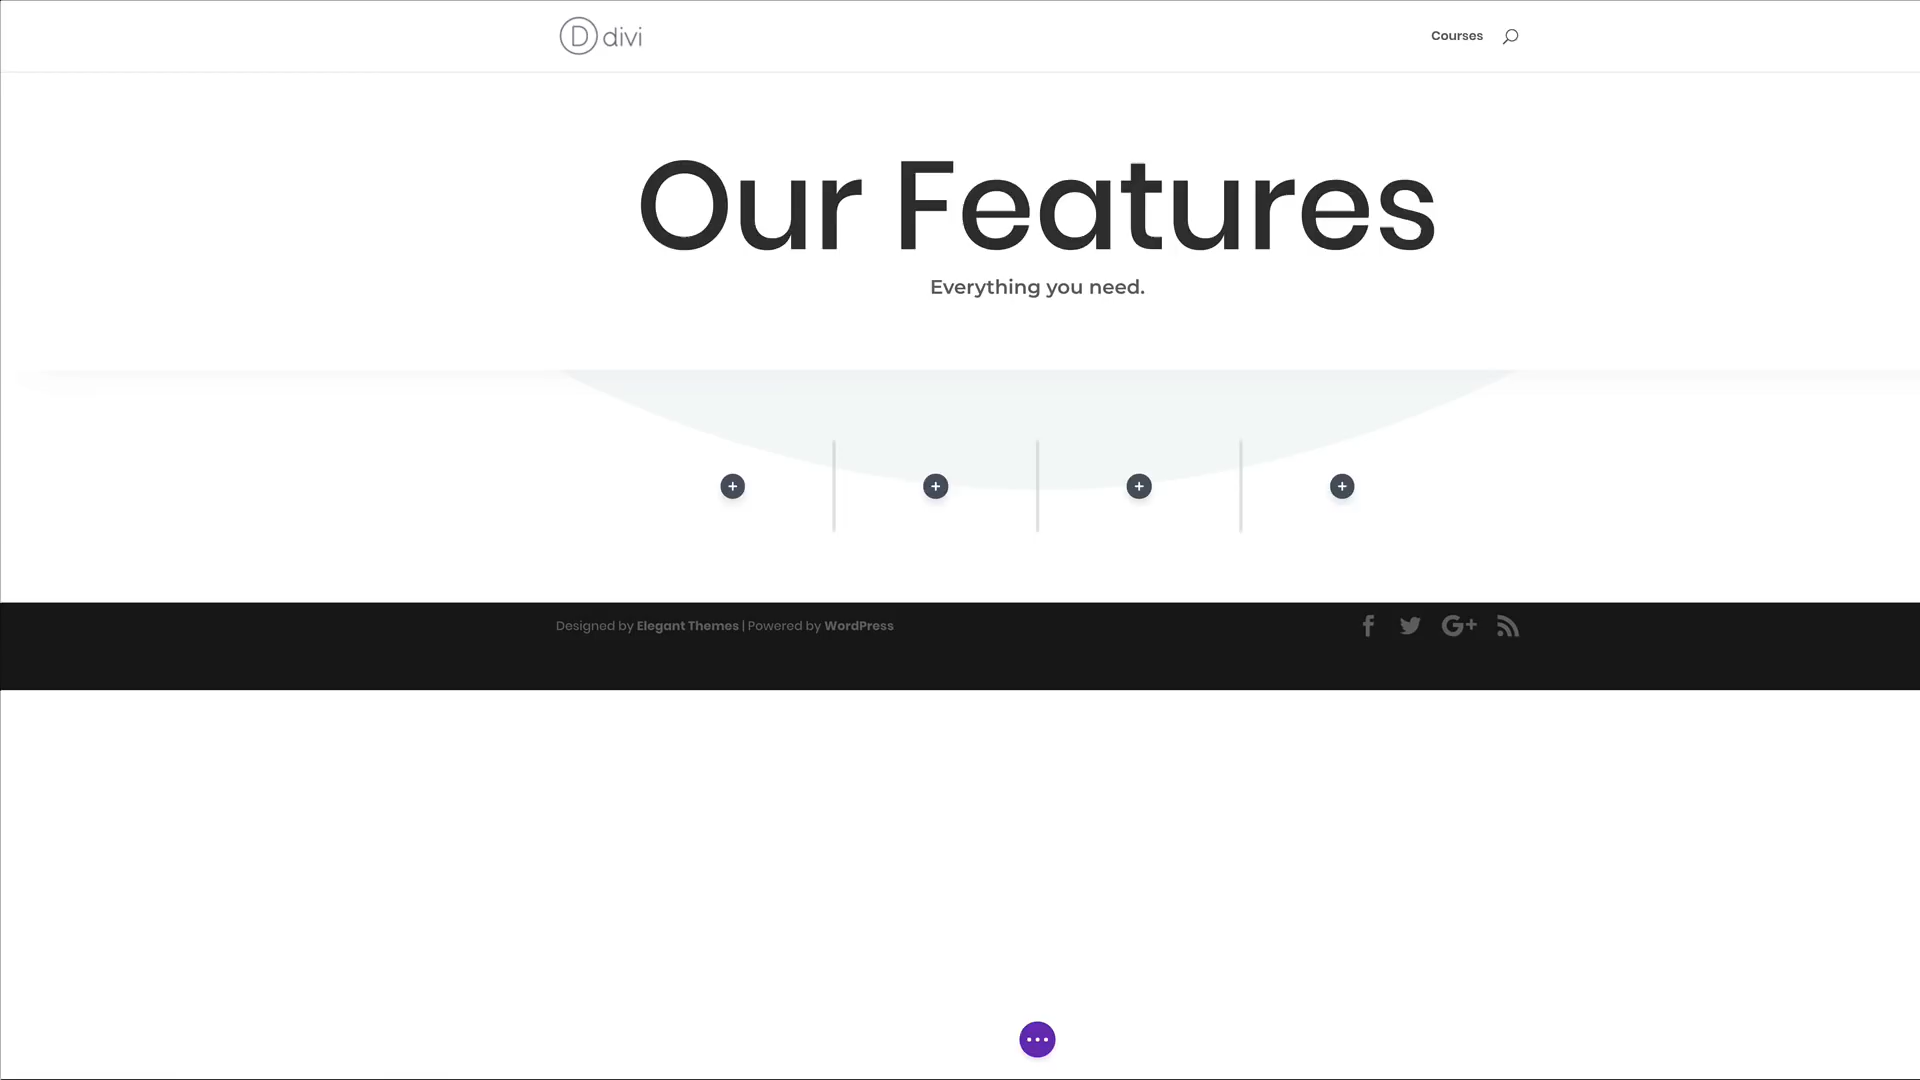 D divi
Courses
Our Features
Everything you need.
Designed by Elegant Themes | Powered by WordPress